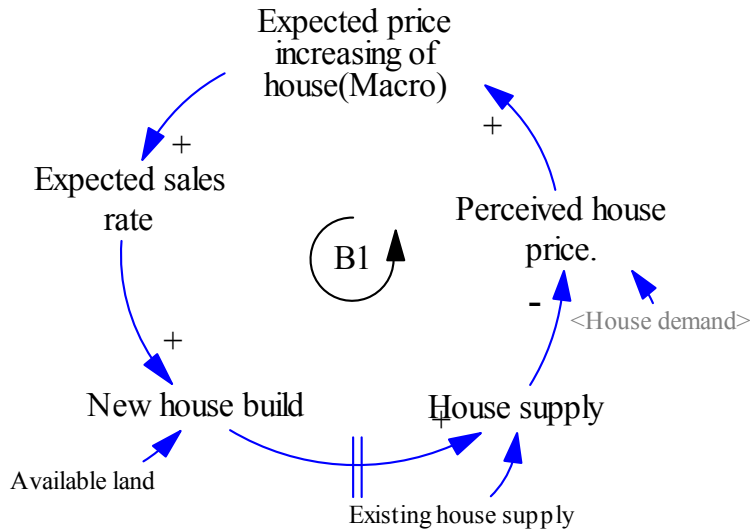 Expected price
increasing of
house(Macro)
+
+
Expected sales
rate
Perceived house
price.
B1
-
<House demand>
+
New house build
House supply
+
Available land
Existing house supply